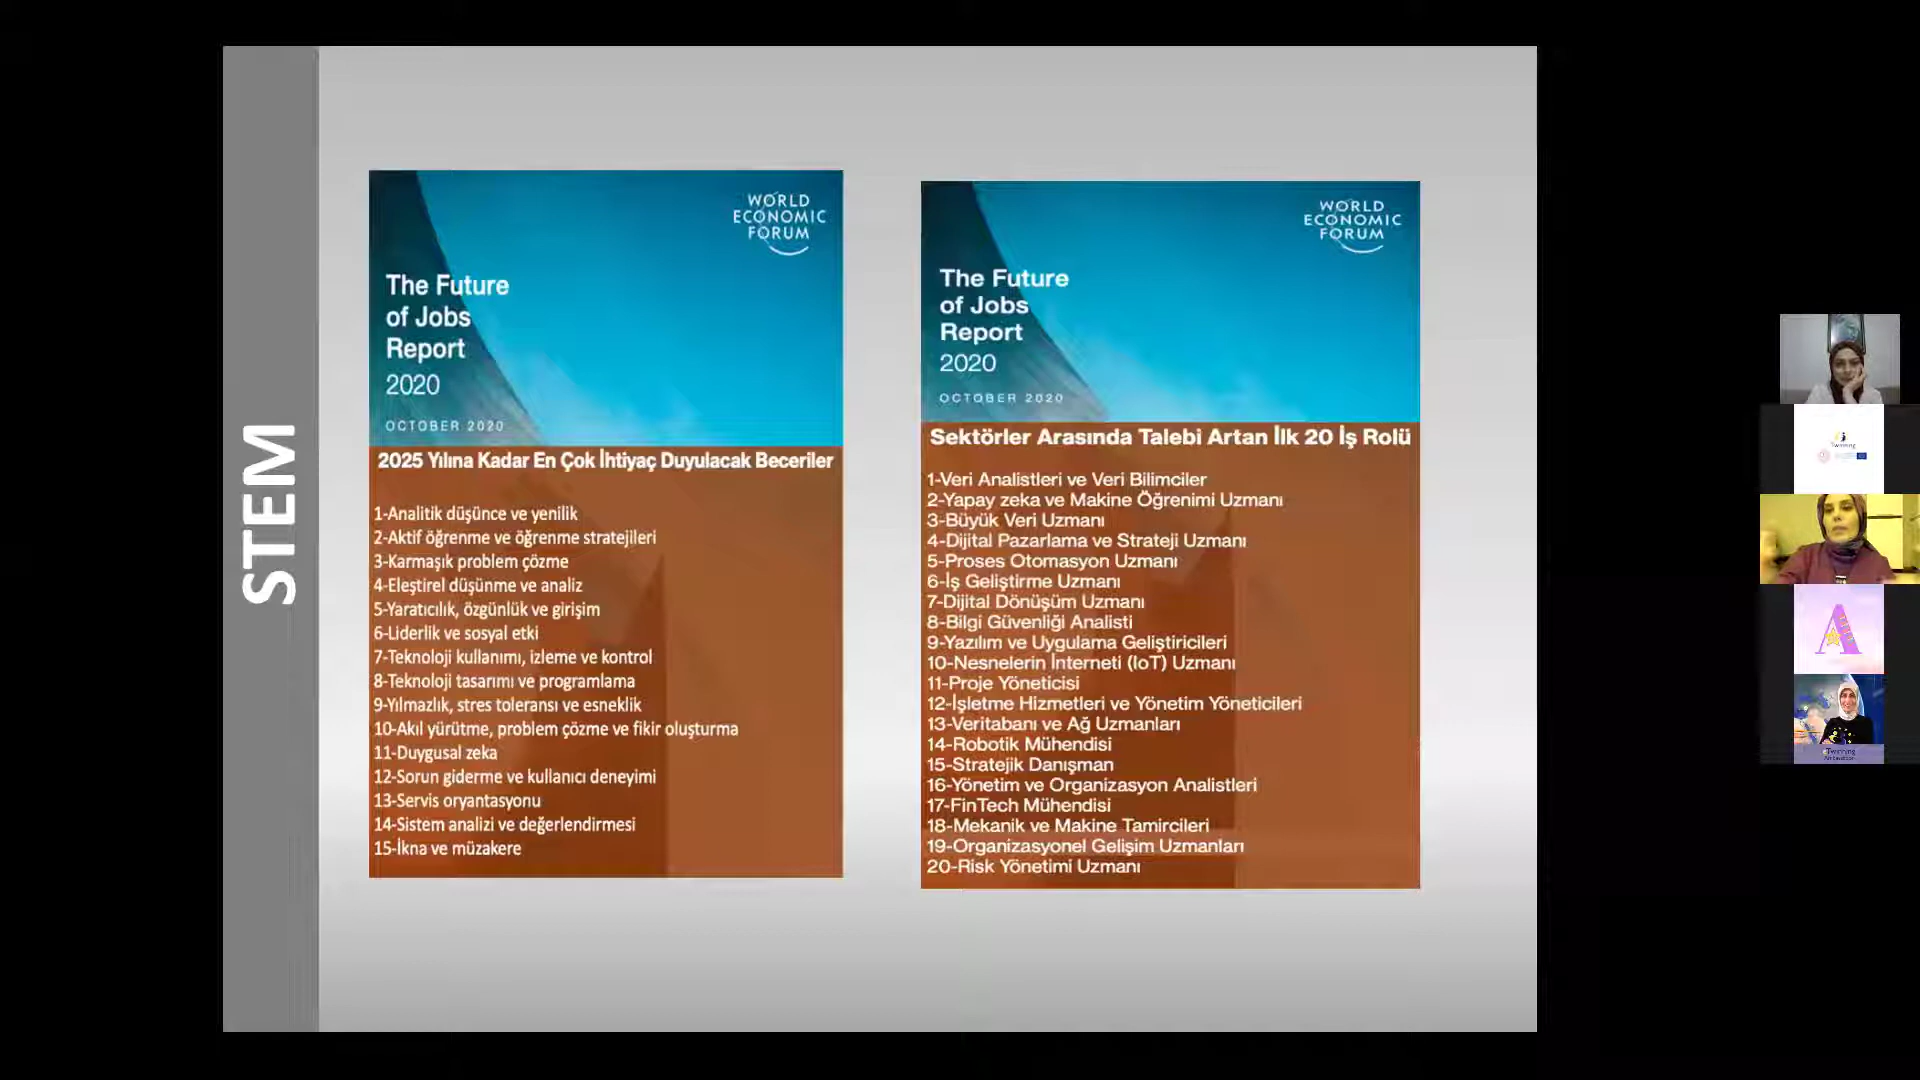 STEM
WORLD
ECONOMIC
FORUM
The Future
of Jobs
Report
2020
OCTOBER 2020
2025 Yılına Kadar En Çok İhtiyaç Duyulacak Beceriler
1-Analitik düşünce ve yenilik
2-Aktif öğrenme ve öğrenme stratejileri
3-Karmaşık problem çözme
4-Eleştirel düşünme ve analiz
5-Yaratıcılık, özgünlük ve girişim
6-Liderlik ve sosyal etki
7-Teknoloji kullanımı, izleme ve kontrol
8-Teknoloji tasarımı ve programlama
9-Yılmazlık, stres toleransı ve esneklik
10-Akıl yürütme, problem çözme ve fikir oluşturma
11-Duygusal zeka
12-Sorun giderme ve kullanıcı deneyimi
13-Servis oryantasyonu
14-Sistem analizi ve değerlendirmesi
15-İkna ve müzakere
WORLD
ECONOMIC
FORUM
The Future
of Jobs
Report
2020
OCTOBER 2020
Sektörler Arasında Talebi Artan İlk 20 İş Rolü
1-Veri Analistleri ve Veri Bilimciler
2-Yapay zeka ve Makine Öğrenimi Uzmanı
3-Büyük Veri Uzmanı
4-Dijital Pazarlama ve Strateji Uzmanı
5-Proses Otomasyon Uzmanı
6-İş Geliştirme Uzmanı
7-Dijital Dönüşüm Uzmanı
8-Bilgi Güvenliği Analisti
9-Yazılım ve Uygulama Geliştiricileri
10-Nesnelerin İnterneti (IoT) Uzmanı
11-Proje Yöneticisi
12-İşletme Hizmetleri ve Yönetim Yöneticileri
13-Veritabanı ve Ağ Uzmanları
14-Robotik Mühendisi
15-Stratejik Danışman
16-Yönetim ve Organizasyon Analistleri
17-FinTech Mühendisi
18-Mekanik ve Makine Tamircileri
19-Organizasyonel Gelişim Uzmanları
20-Risk Yönetimi Uzmanı
A